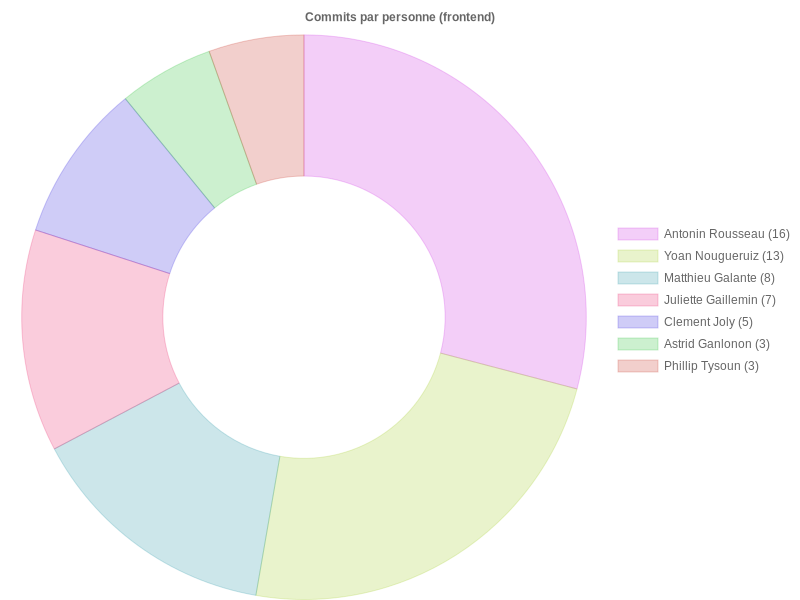 Commits par personne (frontend)
Antonin Rousseau (16)
Yoan Nougueruiz (13)
Matthieu Galante (8)
Juliette Gaillemin (7)
Clement Joly (5)
Astrid Ganlonon (3)
Phillip Tysoun (3)